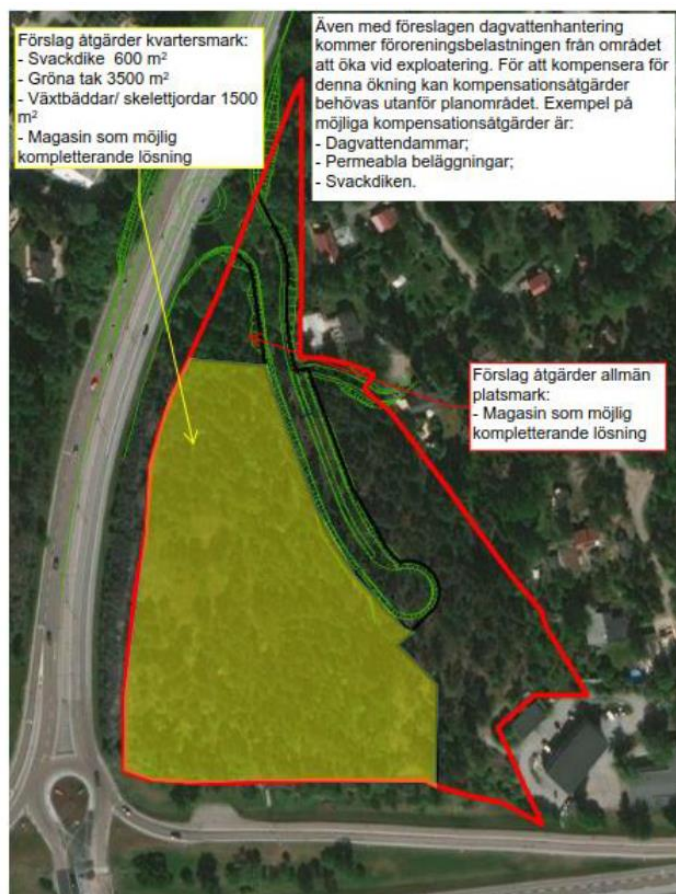 Förslag åtgärder kvartersmark:
- Svackdike  600 m²
- Gröna tak 3500 m²
- Växtbäddar/ skelettjordar 1500
m²
- Magasin som möjlig
kompletterande lösning
Även med föreslagen dagvattenhantering
kommer föroreningsbelastningen från området
att öka vid exploatering. För att kompensera för
denna ökning kan kompensationsåtgärder
behövas utanför planområdet. Exempel på
möjliga kompensationsåtgärder är:
- Dagvattendammar;
- Permeabla beläggningar;
- Svackdiken.
Förslag åtgärder allmän
platsmark:
- Magasin som möjlig
kompletterande lösning